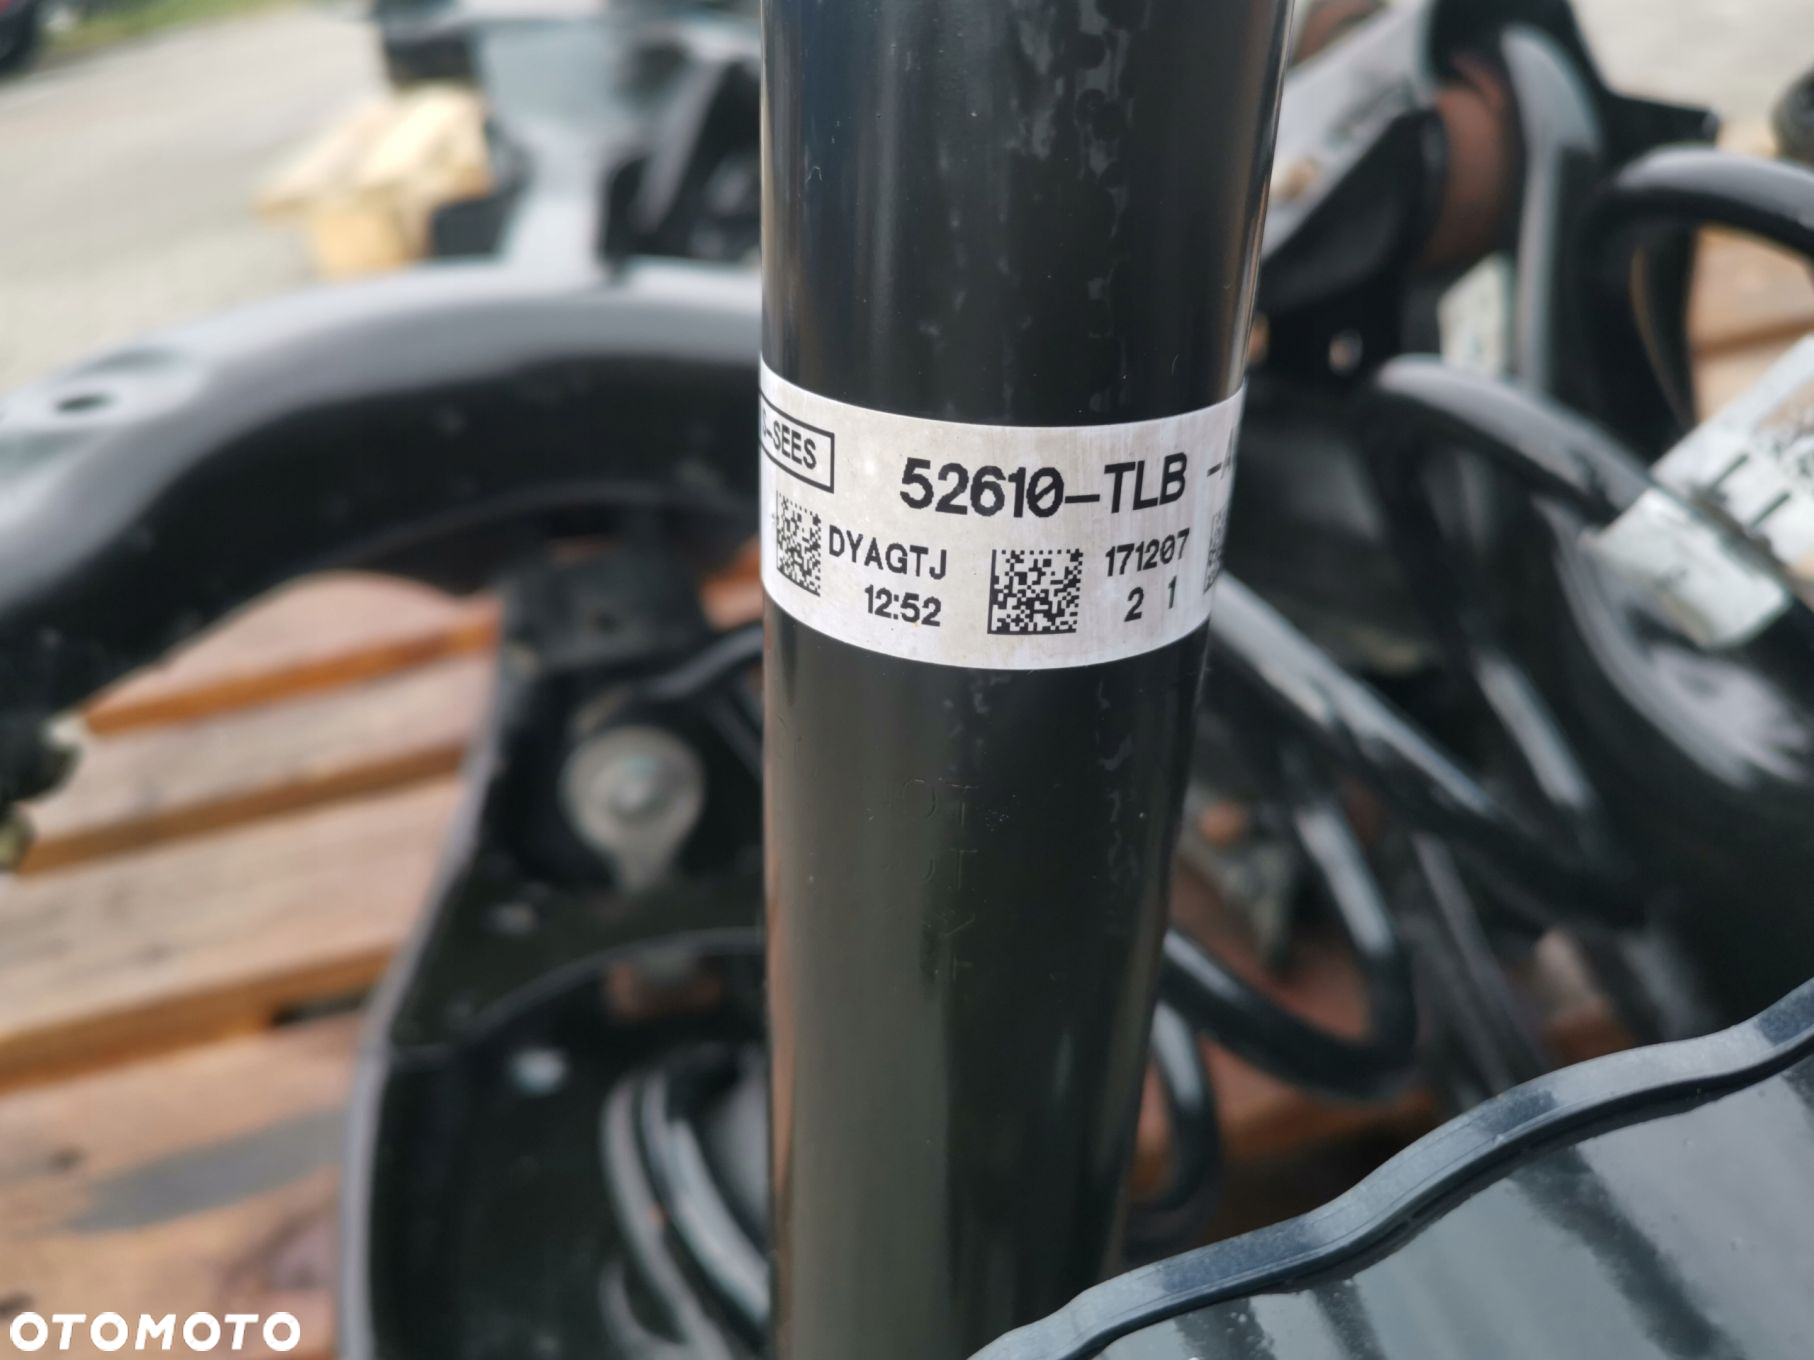 -SEES
52610-TLB -A
DYAGTJ
171207
12:52
2 1
OTOMOTO